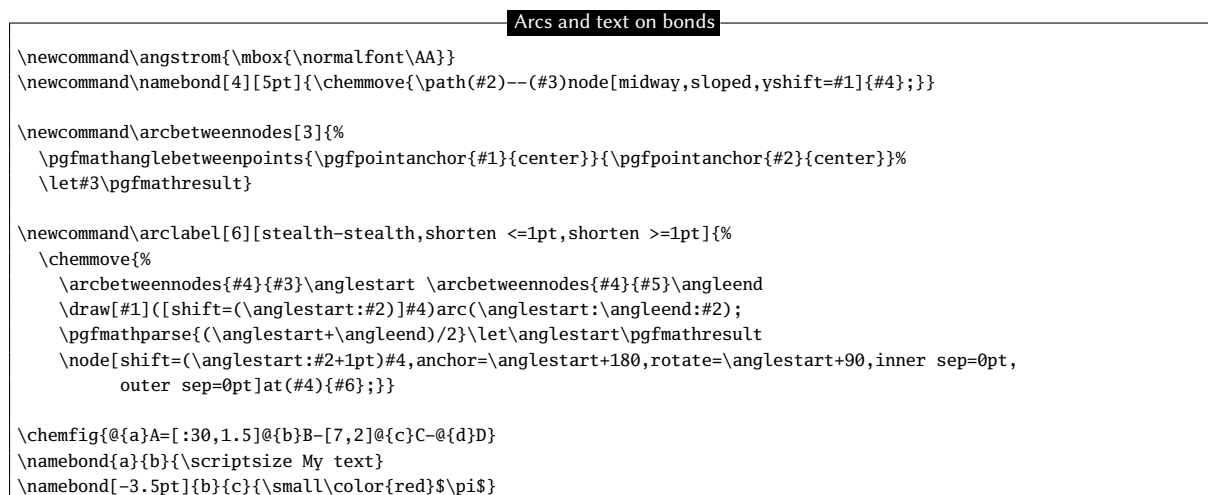 Arcs and text on bonds
\newcommand\angstrom{\mbox{\normalfont\AA}}
\newcommand\namebond[4][5pt]{\chemmove{\path(#2)--(#3)node[midway,sloped,yshift=#1]{#4};}}
\newcommand\arcbetweennodes[3]{%
\pgfmathanglebetweenpoints{\pgfpointanchor{#1}{center}}{\pgfpointanchor{#2}{center}}%
\let#3\pgfmathresult}
\newcommand\arclabel[6][stealth-stealth,shorten <=1pt,shorten >=1pt]{%
\chemmove{%
\arcbetweennodes{#4}{#3}\anglestart \arcbetweennodes{#4}{#5}\angleend
\draw[#1]([shift=(\anglestart:#2)]#4)arc(\anglestart:\angleend:#2);
\pgfmathparse{(\anglestart+\angleend)/2}\let\anglestart\pgfmathresult
\node[shift=(\anglestart:#2+1pt)#4,anchor=\anglestart+180,rotate=\anglestart+90,inner sep=0pt,
outer sep=0pt]at(#4){#6};}}
\chemfig{@{a}A=[:30,1.5]@{b}B-[7,2]@{c}C-@{d}D}
\namebond{a}{b}{\scriptsize My text}
\namebond[-3.5pt]{b}{c}{\small\color{red}$\pi$}